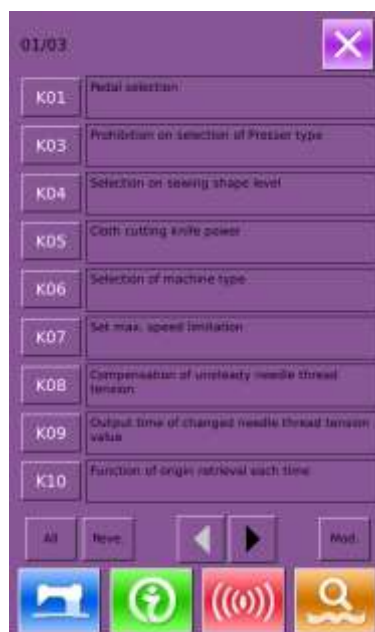 01/03
K01
Pedal selection
K03
Prohibition on selection of Presser type
K04
Selection on sewing shape level
K05
Cloth cutting knife power
K06
Selection of machine type
K07
Set max. speed limitation
K08
Compensation of unsteady needle thread
tension
K09
Output time of changed needle thread tension
value
K10
Function of origin retrieval each time
All
Reve.
Mod.